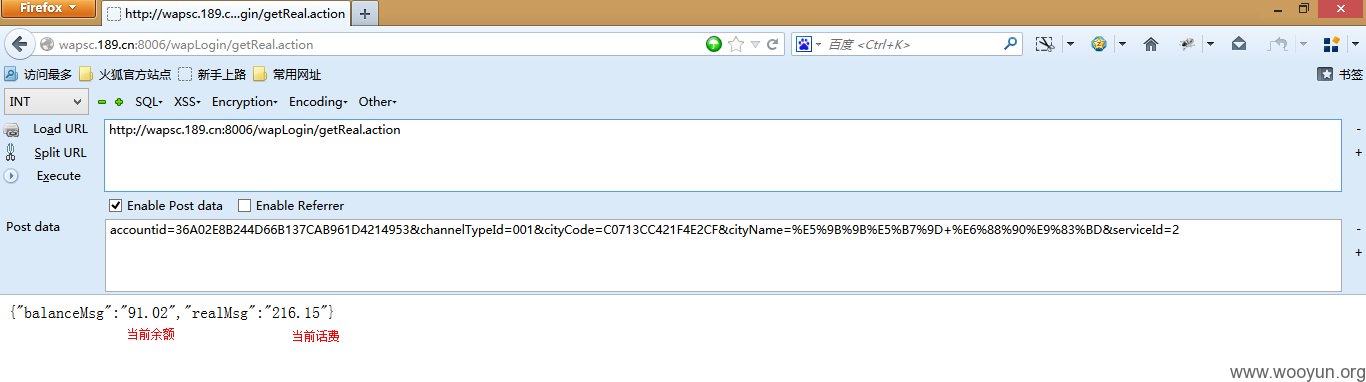 Firefox
http://wapsc.189.c...gin/getReal.action
wapsc.189.cn:8006/wapLogin/getReal.action
百度 <Ctrl+K>
访问最多 火狐官方站点 新手上路 常用网址 书签
INT SQL XSS Encryption Encoding Other
Load URL
http://wapsc.189.cn:8006/wapLogin/getReal.action
Split URL
Execute
Enable Post data Enable Referrer
Post data
accountid=36A02E8B244D66B137CAB961D4214953&channelTypeId=001&cityCode=C0713CC421F4E2CF&cityName=%E5%9B%9B%E5%B7%9D+%E6%88%90%E9%83%BD&serviceId=2
{"balanceMsg":"91.02","realMsg":"216.15"}
当前余额 当前话费
www.wooyun.org